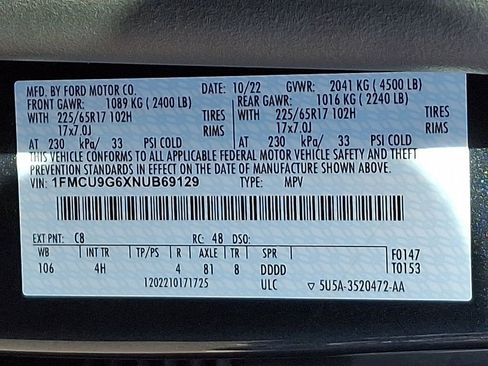 MFD. BY FORD MOTOR CO. DATE: 10/22 GVWR: 2041 KG ( 4500 LB)
FRONT GAWR: 1089 KG ( 2400 LB) REAR GAWR: 1016 KG ( 2240 LB)
WITH 225/65R17 102H TIRES WITH 225/65R17 102H TIRES
17x7.0J RIMS 17x7.0J RIMS
AT 230 kPa/ 33 PSI COLD AT 230 kPa/ 33 PSI COLD
THIS VEHICLE CONFORMS TO ALL APPLICABLE FEDERAL MOTOR VEHICLE SAFETY AND THEFT
PREVENTION STANDARDS IN EFFECT ON THE DATE OF MANUFACTURE SHOWN ABOVE.
VIN: 1FMCU9G6XNUB69129 TYPE: MPV
EXT PNT: C8 RC: 48 DSO:
WB INT TR TP/PS R AXLE TR SPR F0147
106 4H 4 81 8 DDDD T0153
1202210171725 ULC ▽ 5U5A-3520472-AA